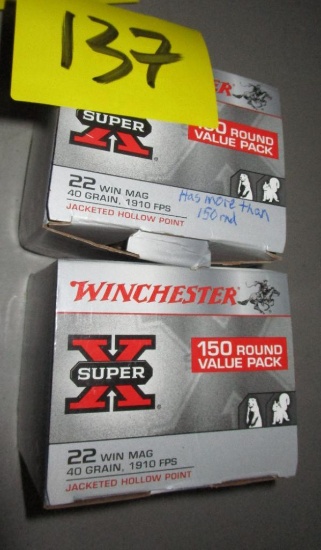 137
WINCHESTER
SUPER X
150 ROUND
VALUE PACK
22 WIN MAG
40 GRAIN, 1910 FPS
JACKETED HOLLOW POINT
Has more than
150 rnd
WINCHESTER
SUPER X
150 ROUND
VALUE PACK
22 WIN MAG
40 GRAIN, 1910 FPS
JACKETED HOLLOW POINT